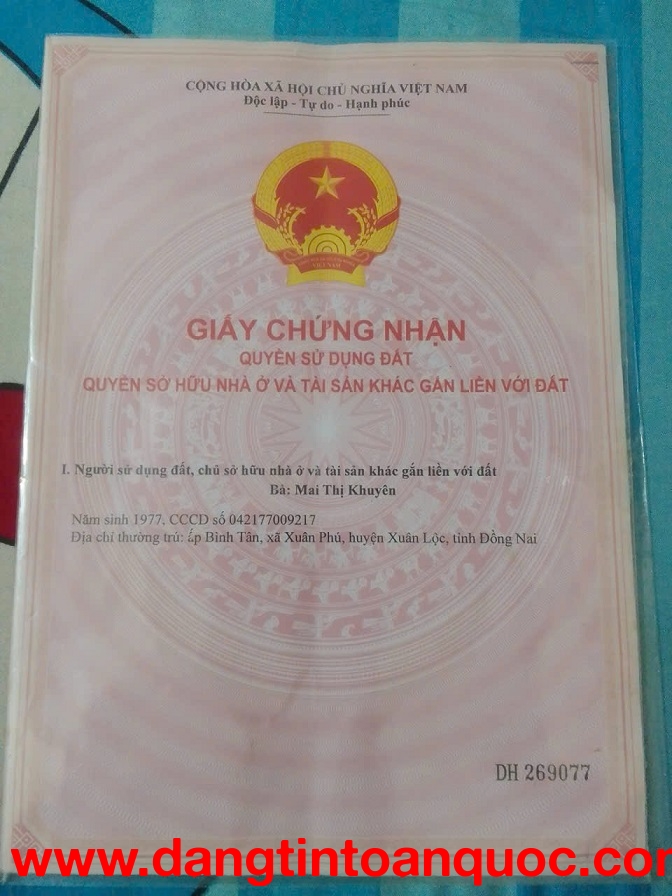 CỘNG HÒA XÃ HỘI CHỦ NGHĨA VIỆT NAM
Độc lập - Tự do - Hạnh phúc
VIỆT NAM
GIẤY CHỨNG NHẬN
QUYỀN SỬ DỤNG ĐẤT
QUYỀN SỞ HỮU NHÀ Ở VÀ TÀI SẢN KHÁC GẮN LIỀN VỚI ĐẤT
I. Người sử dụng đất, chủ sở hữu nhà ở và tài sản khác gắn liền với đất
Bà: Mai Thị Khuyên
Năm sinh 1977, CCCD số 042177009217
Địa chỉ thường trú: ấp Bình Tân, xã Xuân Phú, huyện Xuân Lộc, tỉnh Đồng Nai
DH 269077
www.dangtintoanquoc.com